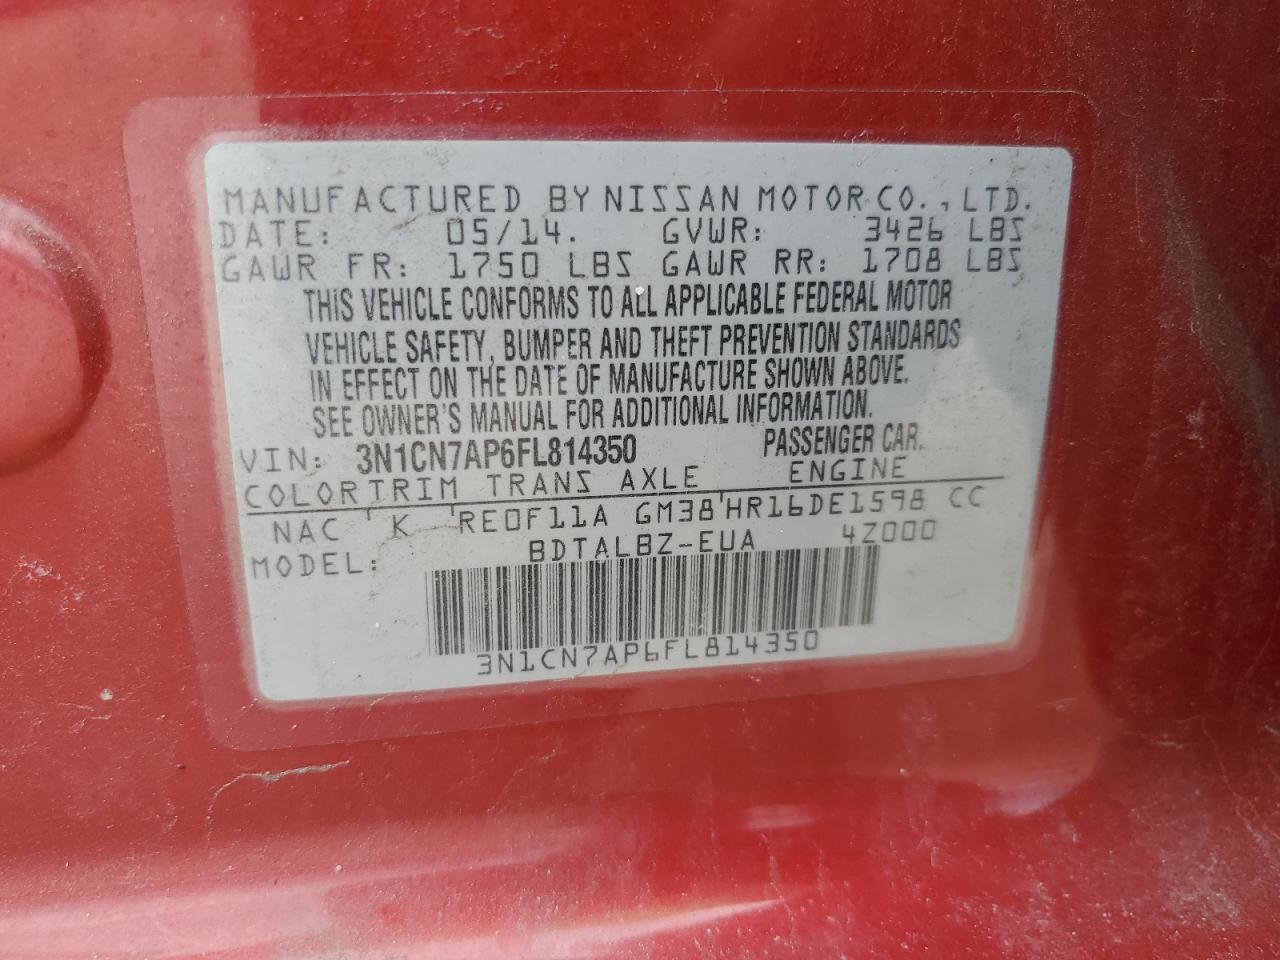 MANUFACTURED BY NISSAN MOTOR CO., LTD.
DATE: 05/14. GVWR: 3426 LBS
GAWR FR: 1750 LBS GAWR RR: 1708 LBS
THIS VEHICLE CONFORMS TO ALL APPLICABLE FEDERAL MOTOR
VEHICLE SAFETY, BUMPER AND THEFT PREVENTION STANDARDS
IN EFFECT ON THE DATE OF MANUFACTURE SHOWN ABOVE.
SEE OWNER'S MANUAL FOR ADDITIONAL INFORMATION.
VIN: 3N1CN7AP6FL814350 PASSENGER CAR.
COLOR TRIM TRANS AXLE ENGINE
NAC K RE0F11A GM38 HR16DE1598 CC
MODEL: BDTALBZ-EUA 4Z000
3N1CN7AP6FL814350